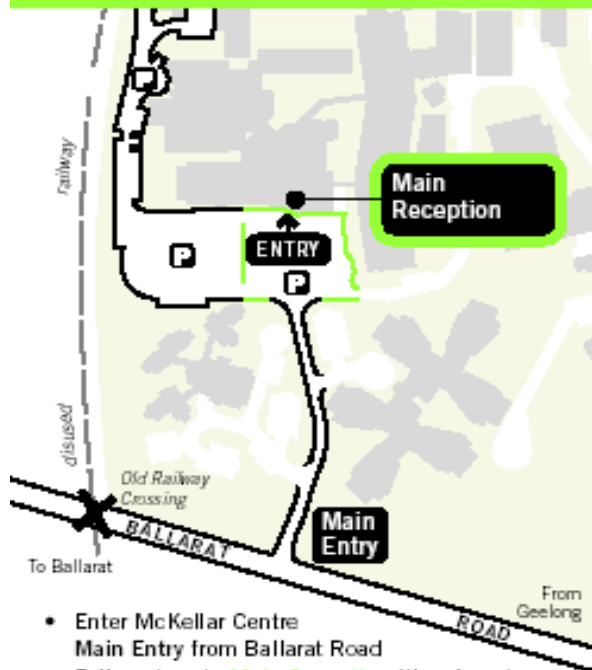 railway
Main
Reception
ENTRY
P
P
P
disused
Old Railway
Crossing
BALLARAT
Main
Entry
To Ballarat
From
Geelong
ROAD
• Enter McKellar Centre
Main Entry from Ballarat Road